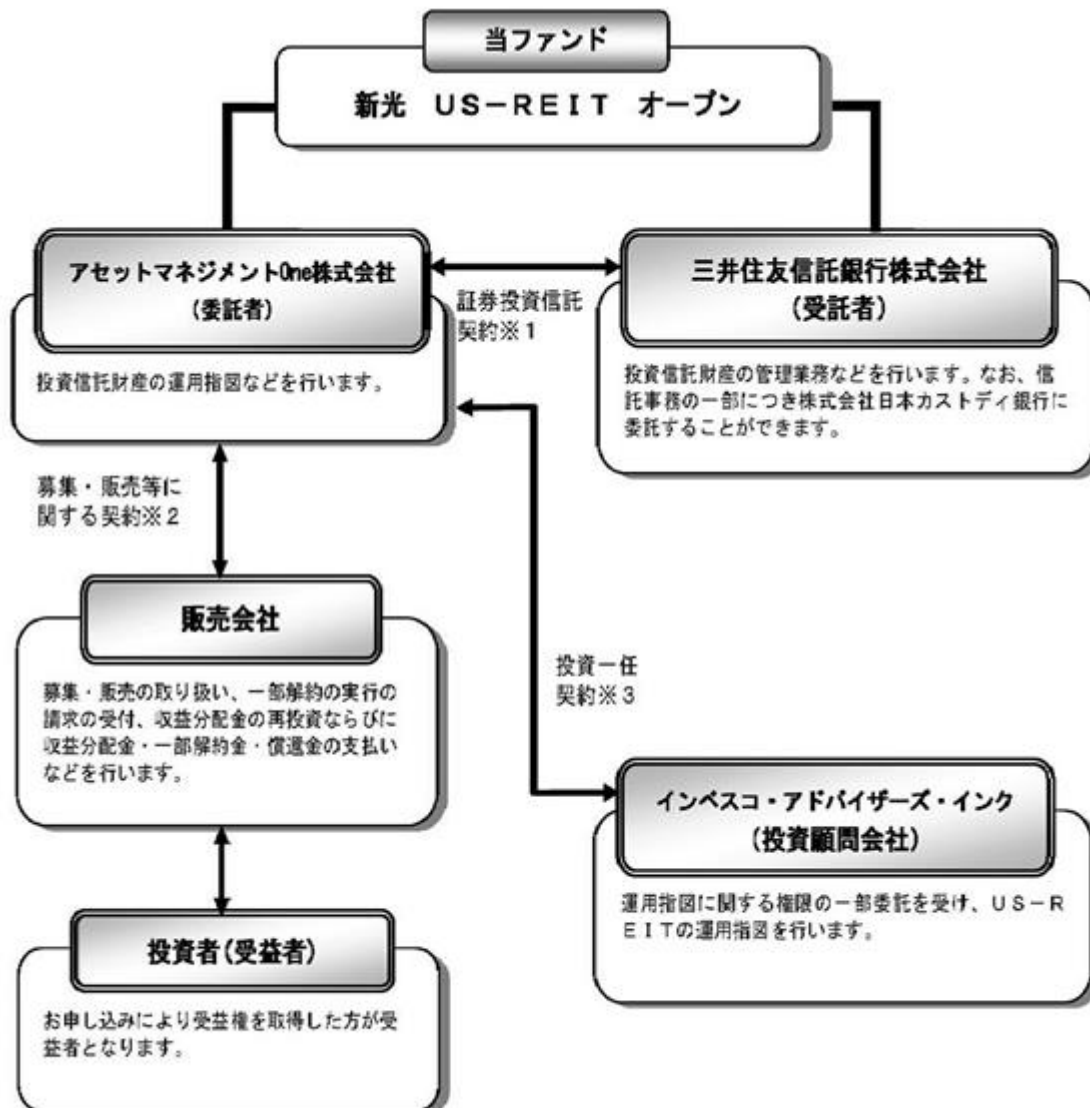 当ファンド
新光 US-REIT オープン
アセットマネジメントOne株式会社
(委託者)
投資信託財産の運用指図などを行います。
証券投資信託
契約※1
三井住友信託銀行株式会社
(受託者)
投資信託財産の管理業務などを行います。なお、信
託事務の一部につき株式会社日本カストディ銀行に
委託することができます。
募集・販売等に
関する契約※2
販売会社
募集・販売の取り扱い、一部解約の実行の
請求の受付、収益分配金の再投資ならびに
収益分配金・一部解約金・償還金の支払い
などを行います。
投資一任
契約※3
インベスコ・アドバイザーズ・インク
(投資顧問会社)
運用指図に関する権限の一部委託を受け、US-R
EITの運用指図を行います。
投資者(受益者)
お申し込みにより受益権を取得した方が受
益者となります。